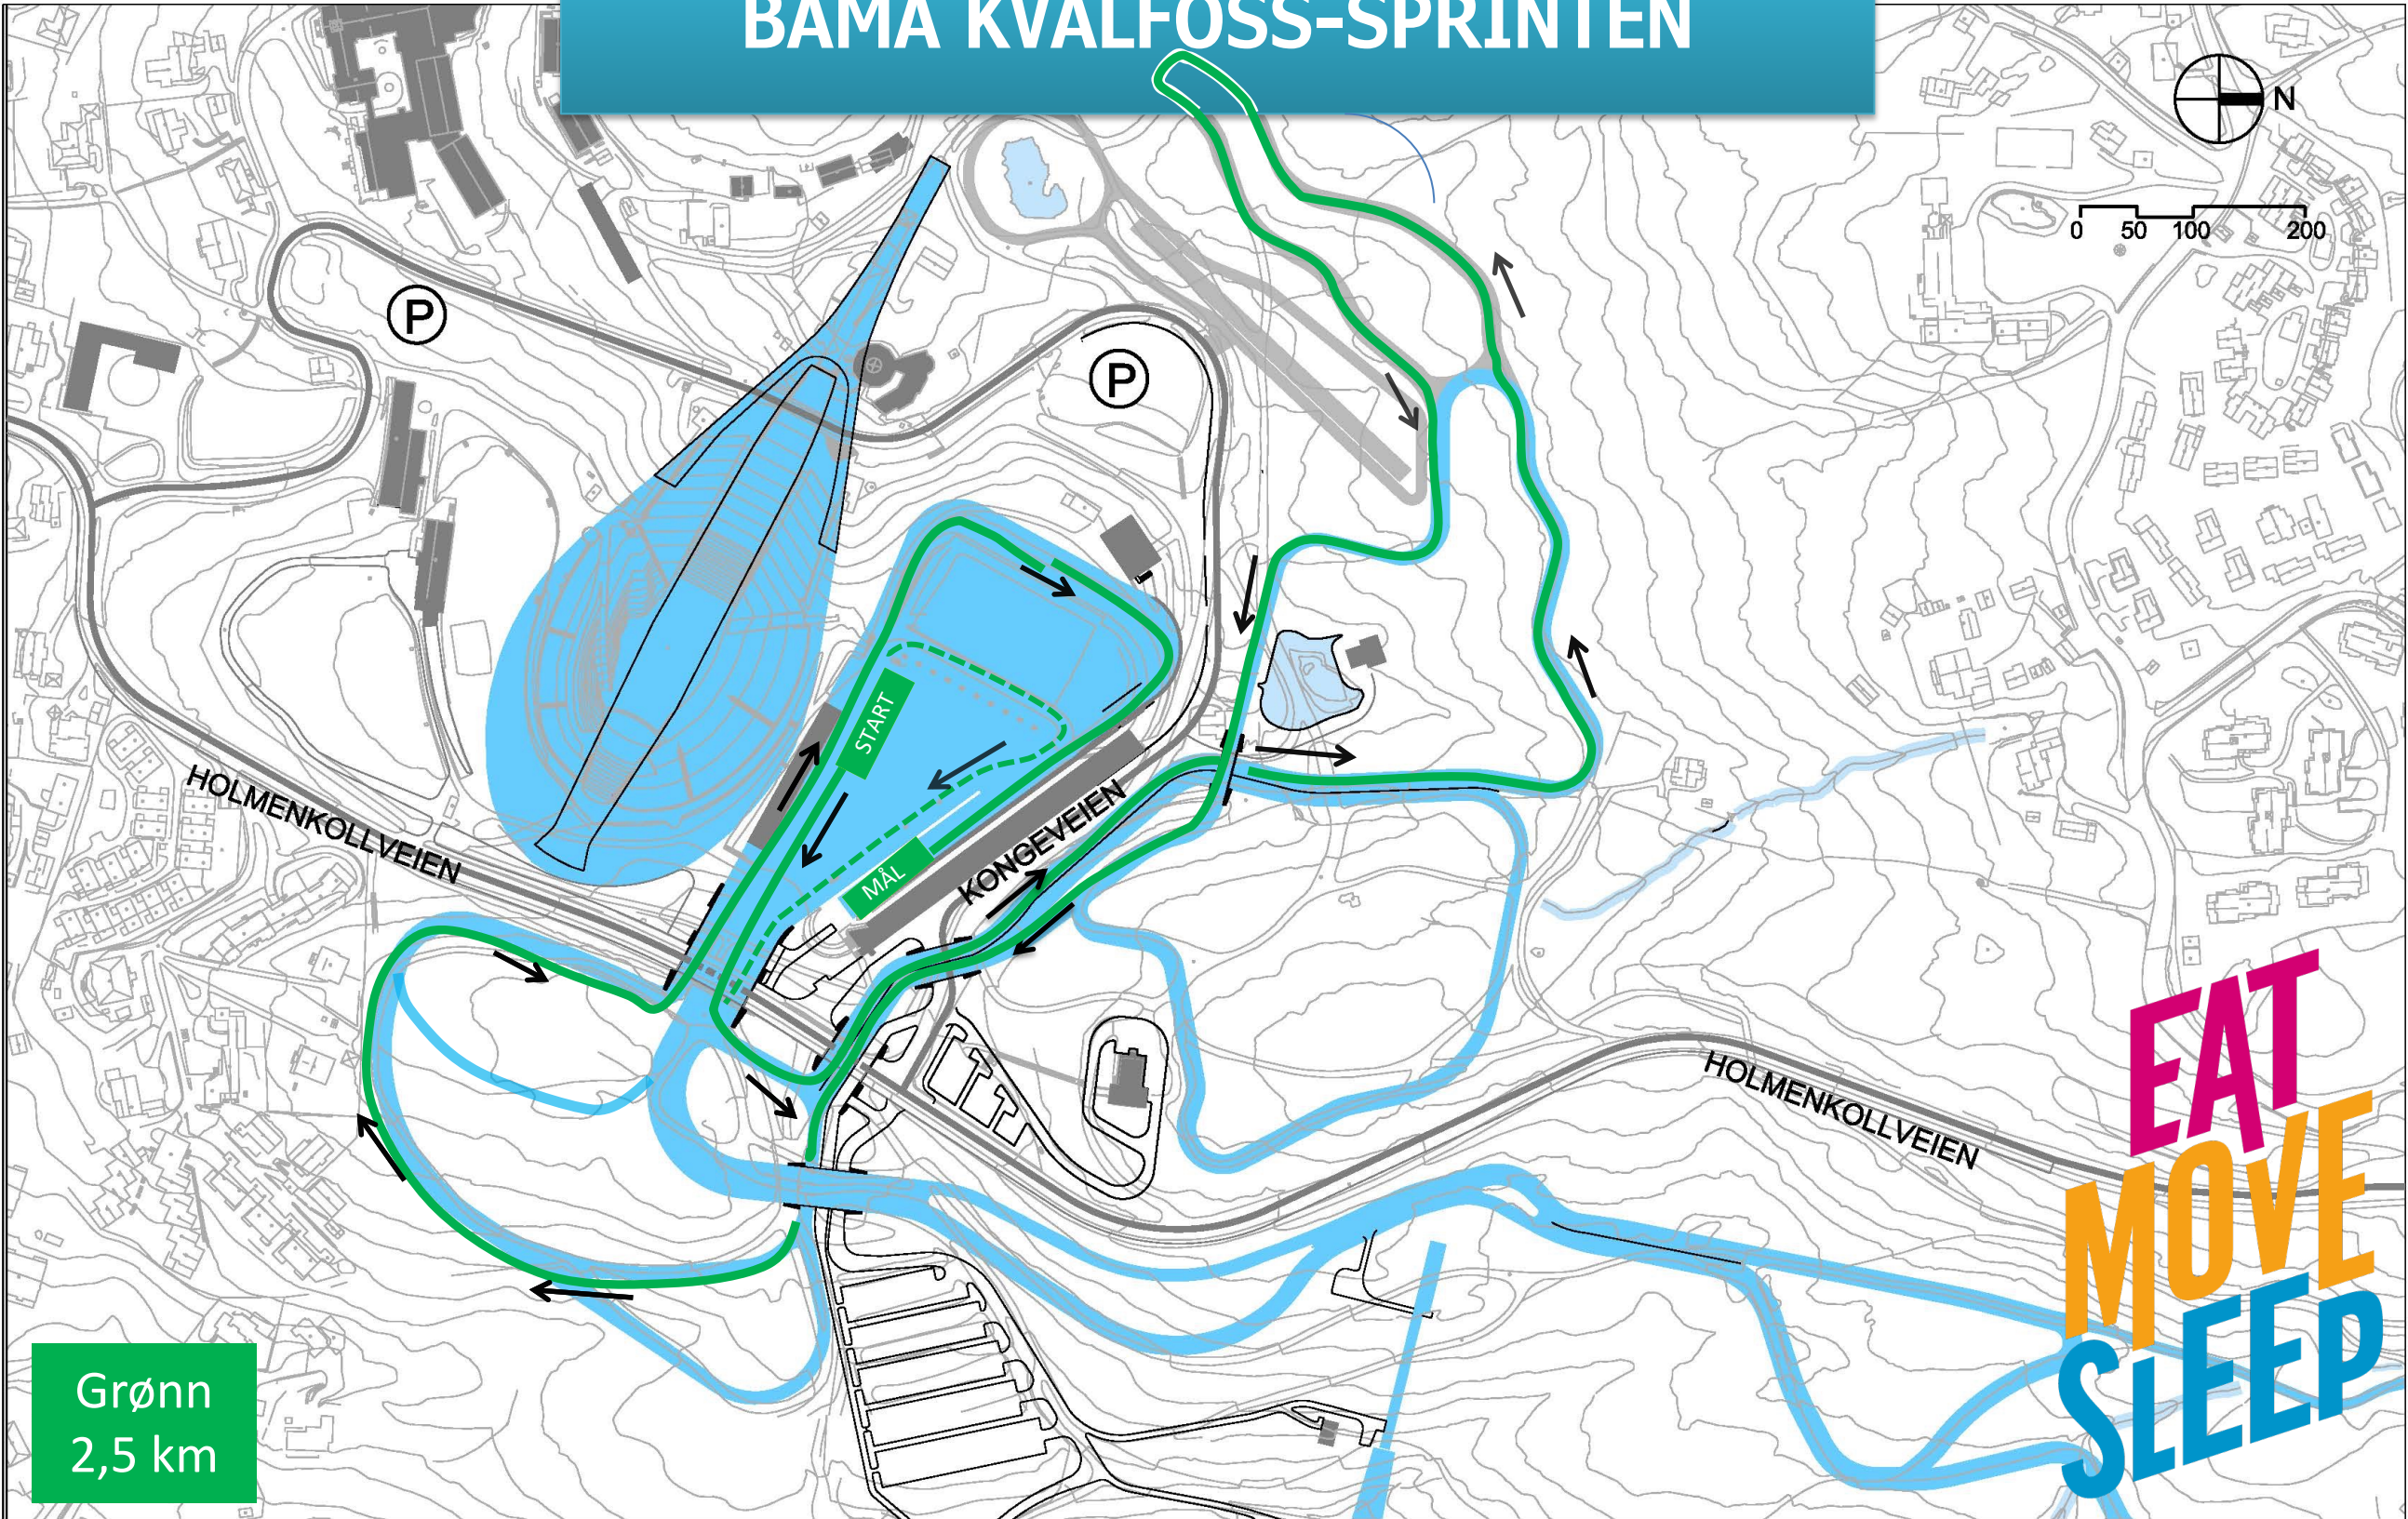 BAMA KVALFOSS-SPRINTEN
N
0 50 100 200
P
P
START
MÅL
KONGEVEIEN
HOLMENKOLLVEIEN
HOLMENKOLLVEIEN
EAT
MOVE
SLEEP
Grønn
2,5 km